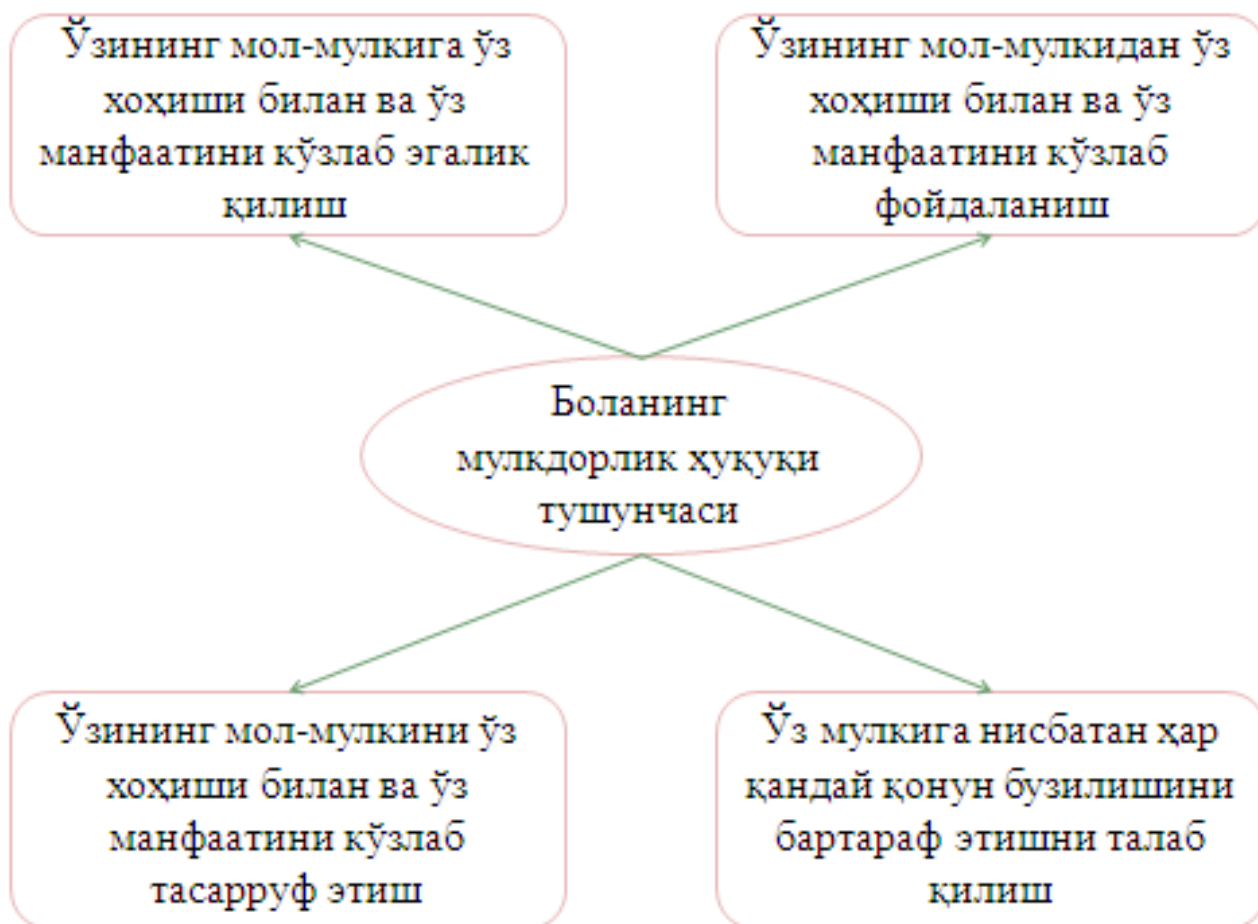 Ўзининг мол-мулкига ўз
хоҳиши билан ва ўз
манфаатини кўзлаб эгалик
қилиш
Ўзининг мол-мулкидан ўз
хоҳиши билан ва ўз
манфаатини кўзлаб
фойдаланиш
Боланинг
мулкдорлик ҳуқуқи
тушунчаси
Ўзининг мол-мулкини ўз
хоҳиши билан ва ўз
манфаатини кўзлаб
тасарруф этиш
Ўз мулкига нисбатан ҳар
қандай қонун бузилишини
бартараф этишни талаб
қилиш